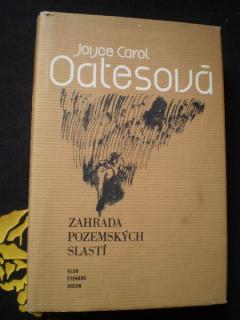 Joyce Carol
Oatesová
ZAHRADA
POZEMSKÝCH
SLASTÍ
KLUB
ČTENÁŘŮ
ODEON